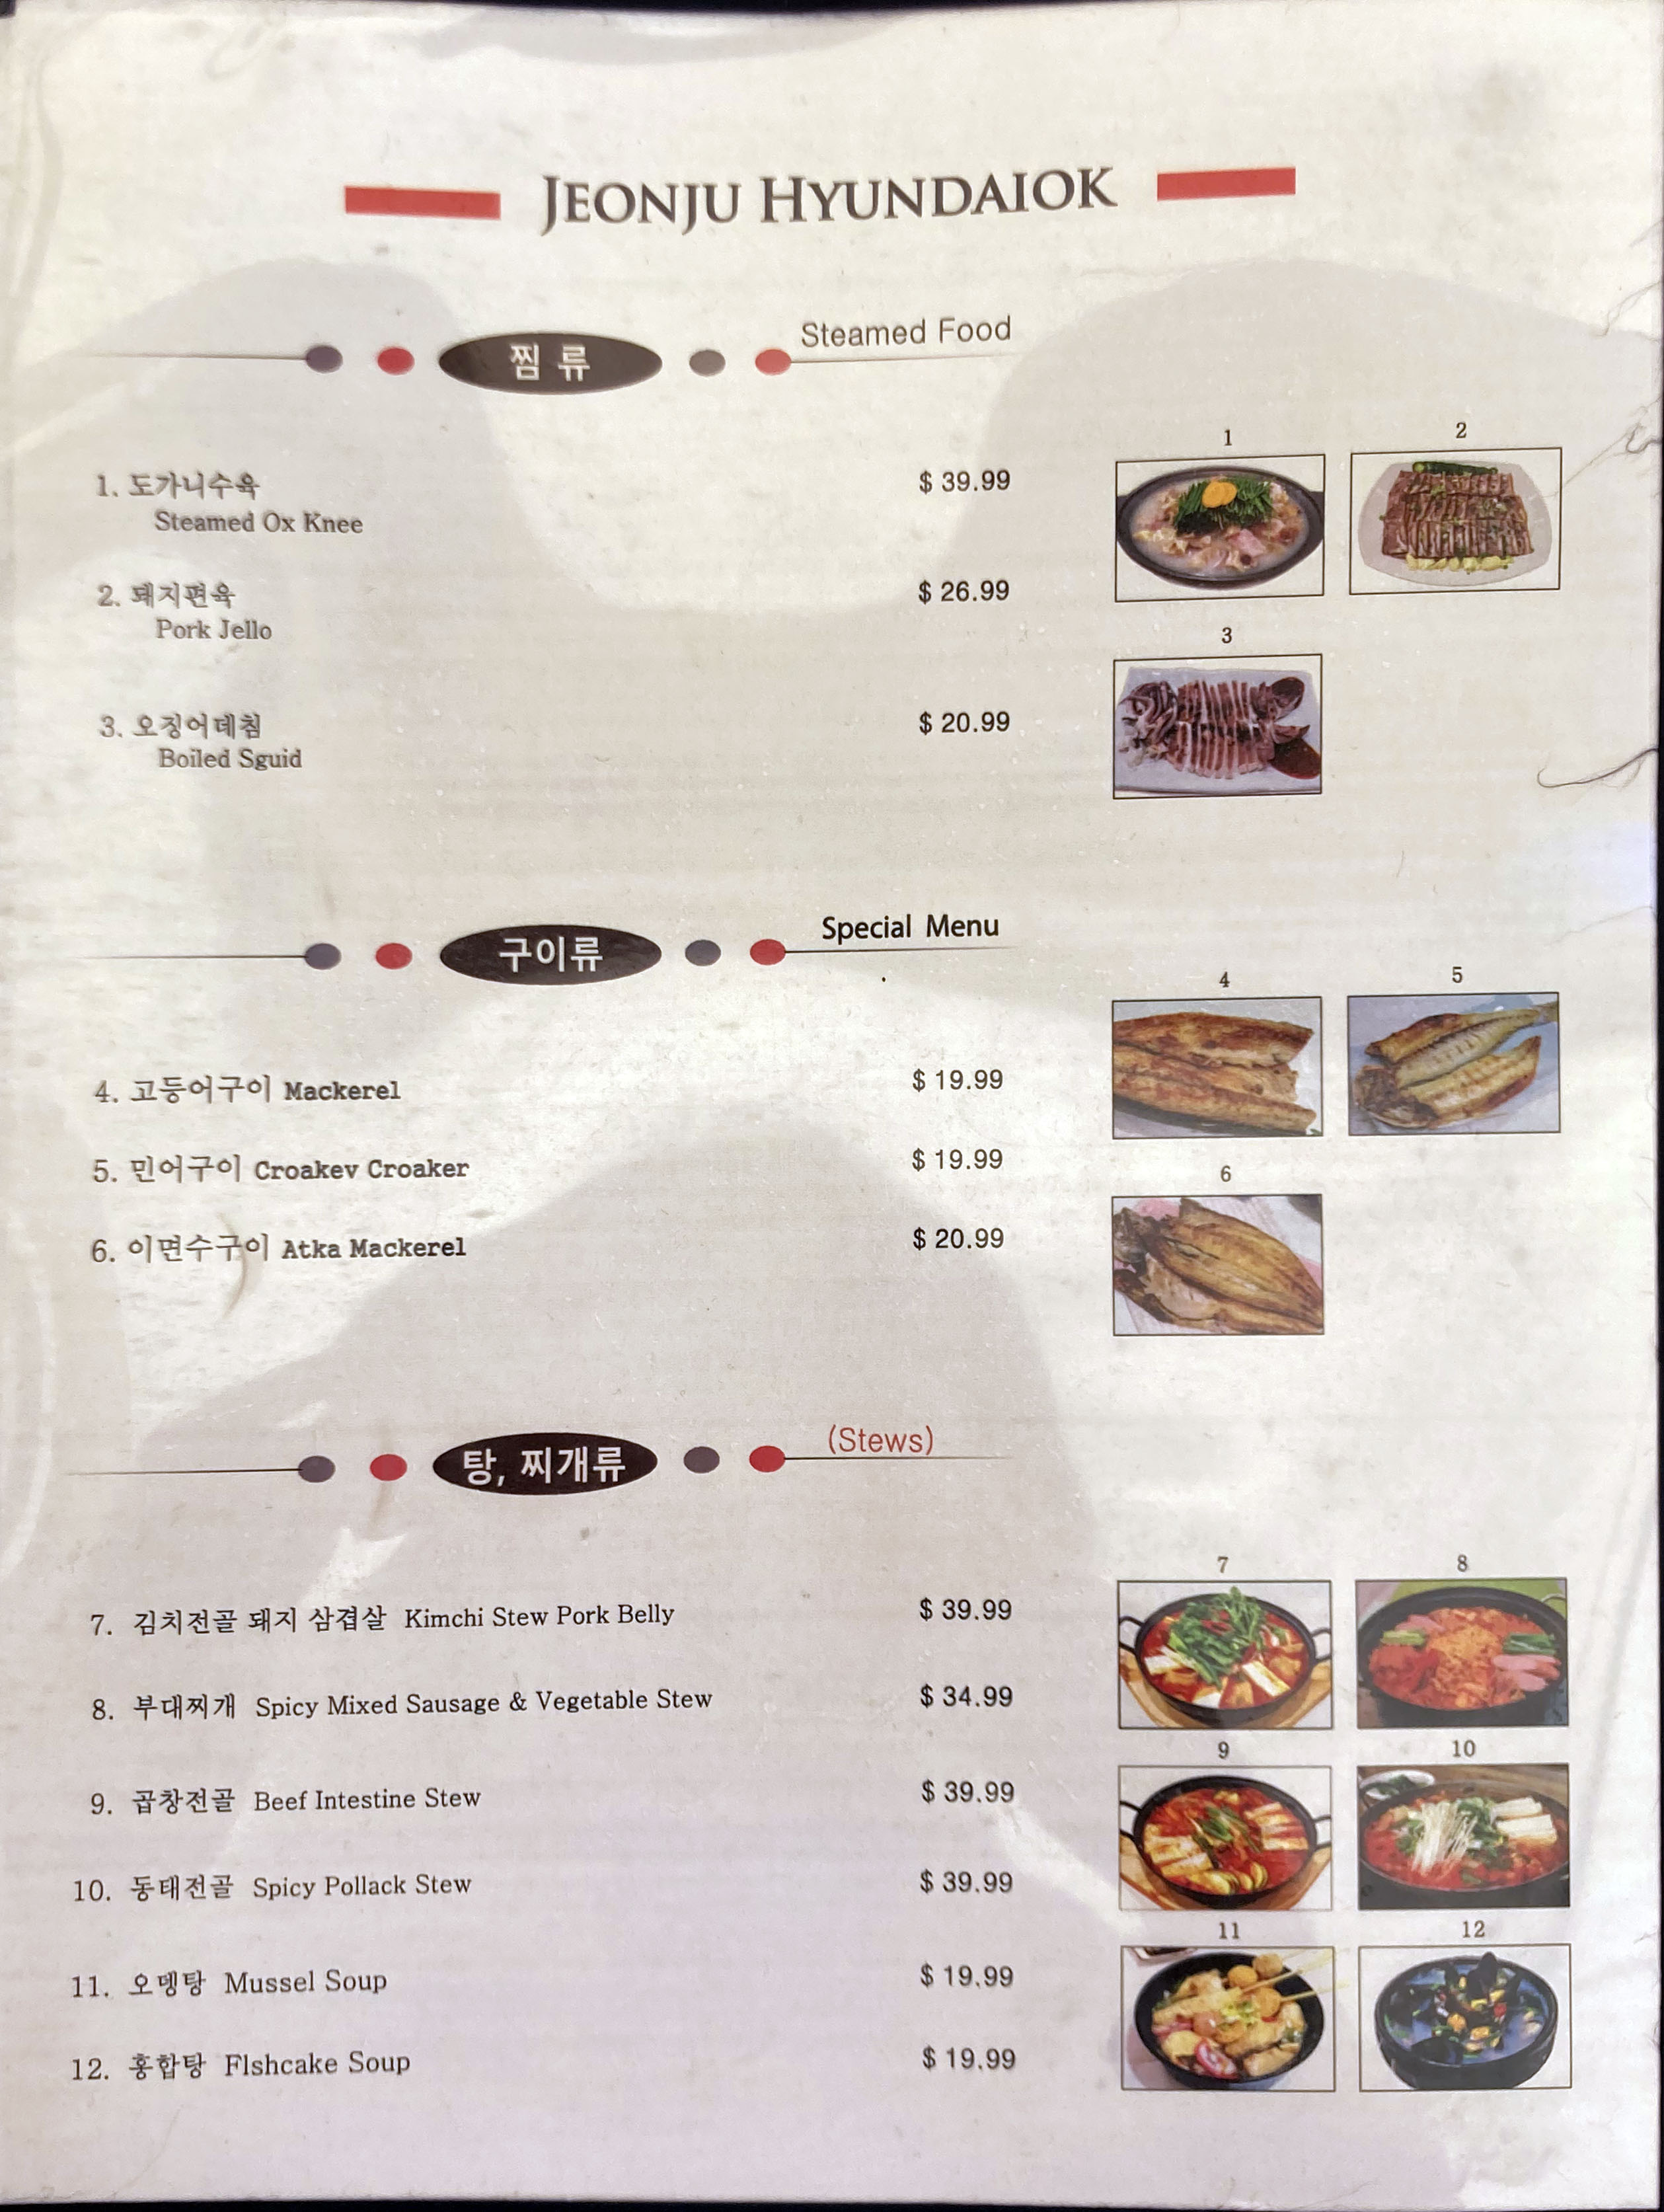 JEONJU HYUNDAIOK
찜 류
Steamed Food
1. 도가니수육 $ 39.99
Steamed Ox Knee
2. 돼지편육 $ 26.99
Pork Jello
3. 오징어데침 $ 20.99
Boiled Sguid
1
2
3
구이류
Special Menu
4. 고등어구이 Mackerel $ 19.99
5. 민어구이 Croakev Croaker $ 19.99
6. 이면수구이 Atka Mackerel $ 20.99
4
5
6
탕, 찌개류
(Stews)
7. 김치전골 돼지 삼겹살 Kimchi Stew Pork Belly $ 39.99
8. 부대찌개 Spicy Mixed Sausage & Vegetable Stew $ 34.99
9. 곱창전골 Beef Intestine Stew $ 39.99
10. 동태전골 Spicy Pollack Stew $ 39.99
11. 오뎅탕 Mussel Soup $ 19.99
12. 홍합탕 Flshcake Soup $ 19.99
7
8
9
10
11
12